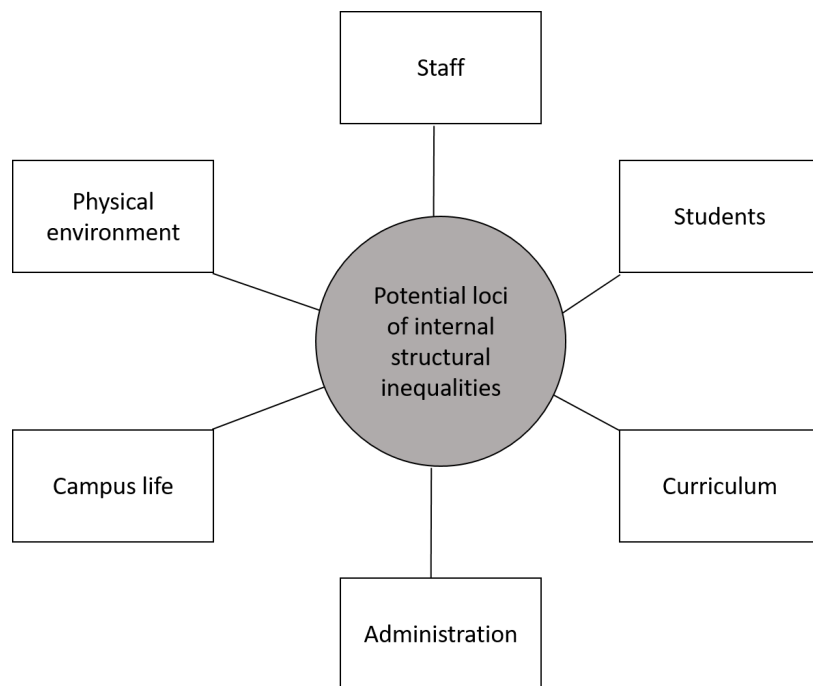 Staff
Physical
environment
Students
Potential loci
of internal
structural
inequalities
Campus life
Curriculum
Administration